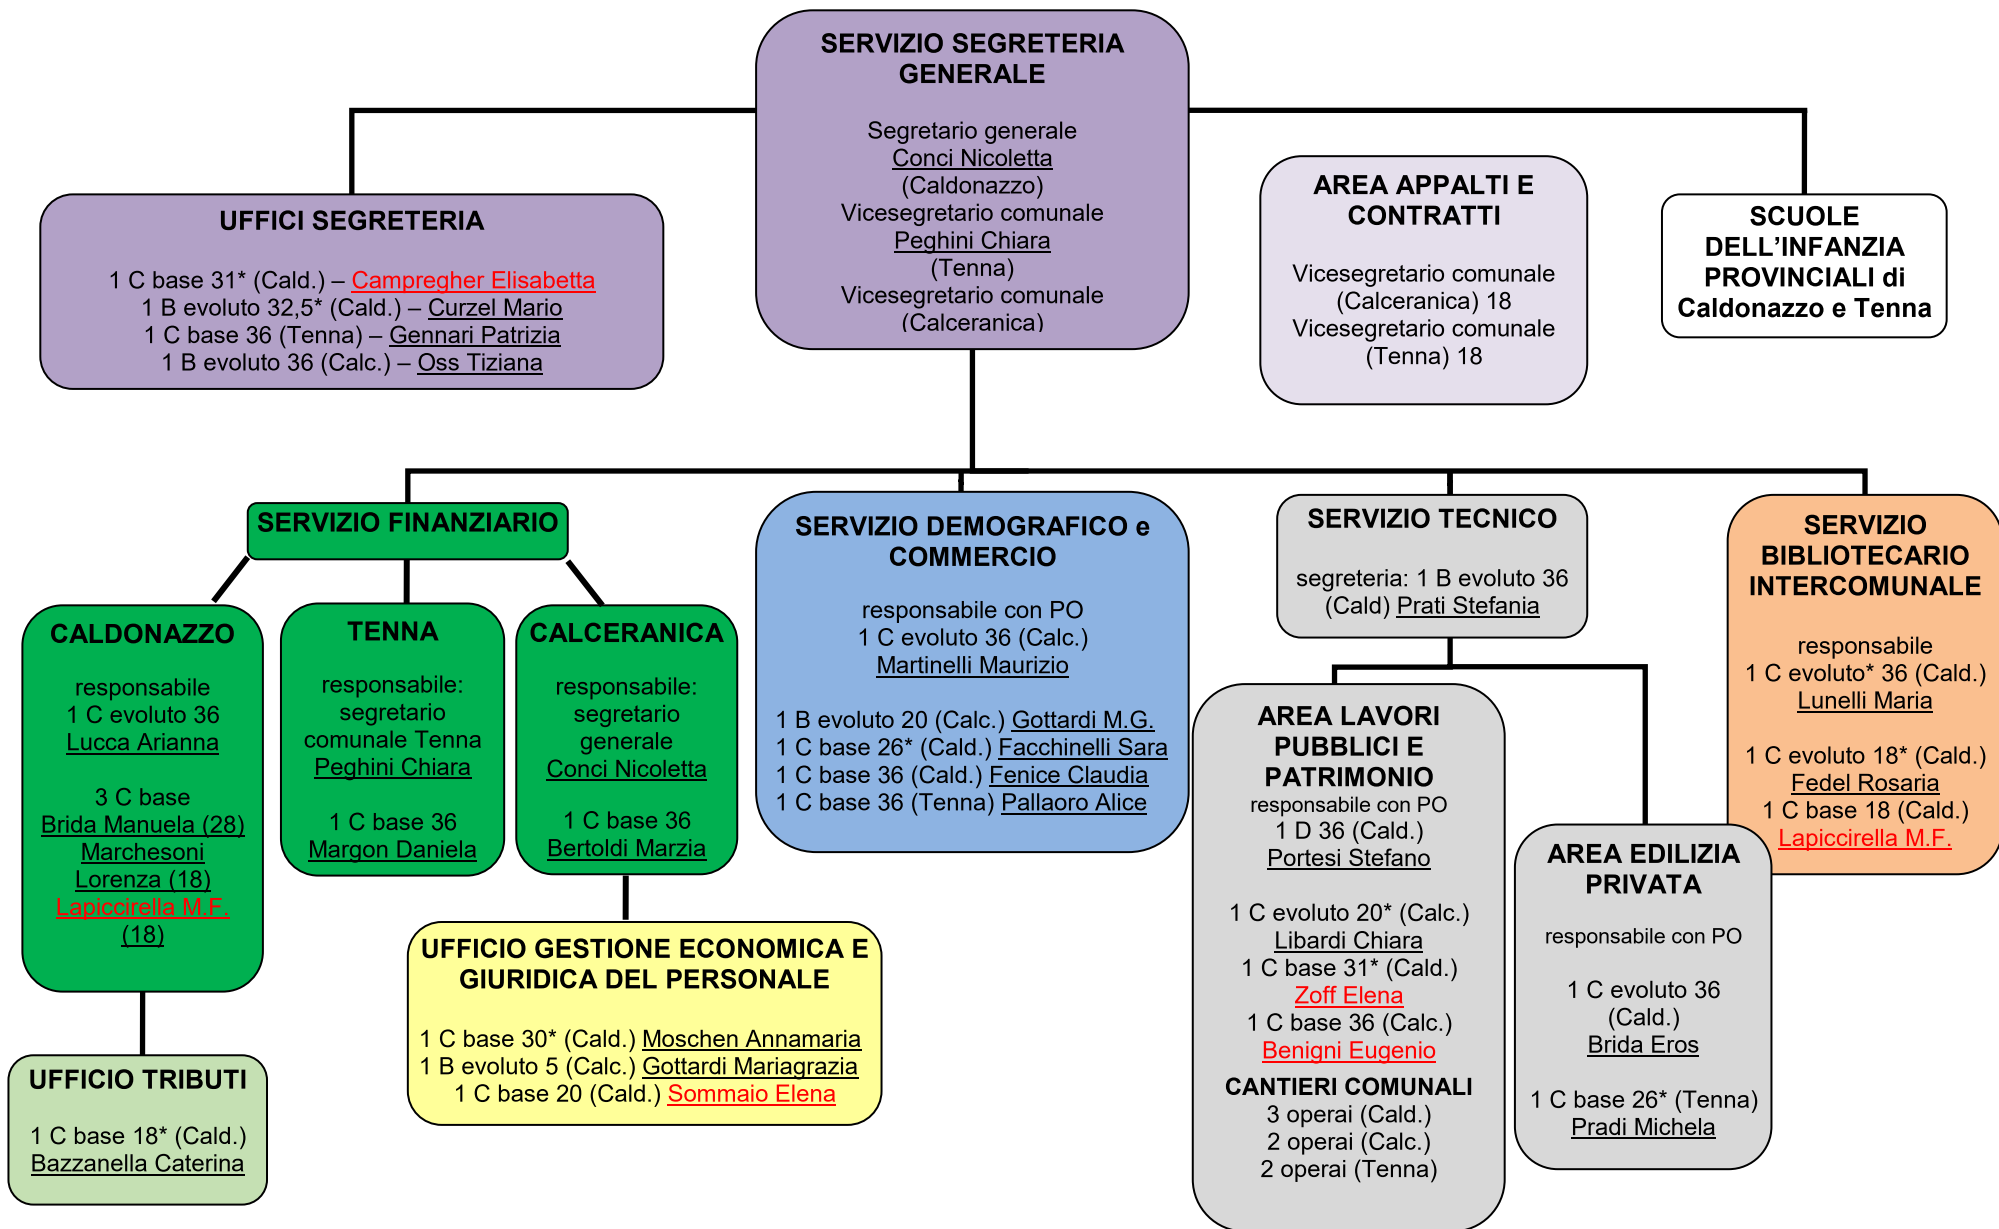 SERVIZIO SEGRETERIA
GENERALE
Segretario generale
Conci Nicoletta
(Caldonazzo)
Vicesegretario comunale
Peghini Chiara
(Tenna)
Vicesegretario comunale
(Calceranica)
UFFICI SEGRETERIA
1 C base 31* (Cald.) – Campregher Elisabetta
1 B evoluto 32,5* (Cald.) – Curzel Mario
1 C base 36 (Tenna) – Gennari Patrizia
1 B evoluto 36 (Calc.) – Oss Tiziana
AREA APPALTI E
CONTRATTI
Vicesegretario comunale
(Calceranica) 18
Vicesegretario comunale
(Tenna) 18
SCUOLE
DELL’INFANZIA
PROVINCIALI di
Caldonazzo e Tenna
SERVIZIO FINANZIARIO
CALDONAZZO
responsabile
1 C evoluto 36
Lucca Arianna
3 C base
Brida Manuela (28)
Marchesoni
Lorenza (18)
Lapiccirella M.F.
(18)
TENNA
responsabile:
segretario
comunale Tenna
Peghini Chiara
1 C base 36
Margon Daniela
CALCERANICA
responsabile:
segretario
generale
Conci Nicoletta
1 C base 36
Bertoldi Marzia
UFFICIO TRIBUTI
1 C base 18* (Cald.)
Bazzanella Caterina
UFFICIO GESTIONE ECONOMICA E
GIURIDICA DEL PERSONALE
1 C base 30* (Cald.) Moschen Annamaria
1 B evoluto 5 (Calc.) Gottardi Mariagrazia
1 C base 20 (Cald.) Sommaio Elena
SERVIZIO DEMOGRAFICO e
COMMERCIO
responsabile con PO
1 C evoluto 36 (Calc.)
Martinelli Maurizio
1 B evoluto 20 (Calc.) Gottardi M.G.
1 C base 26* (Cald.) Facchinelli Sara
1 C base 36 (Cald.) Fenice Claudia
1 C base 36 (Tenna) Pallaoro Alice
SERVIZIO TECNICO
segreteria: 1 B evoluto 36
(Cald) Prati Stefania
AREA LAVORI
PUBBLICI E
PATRIMONIO
responsabile con PO
1 D 36 (Cald.)
Portesi Stefano
1 C evoluto 20* (Calc.)
Libardi Chiara
1 C base 31* (Cald.)
Zoff Elena
1 C base 36 (Calc.)
Benigni Eugenio
CANTIERI COMUNALI
3 operai (Cald.)
2 operai (Calc.)
2 operai (Tenna)
AREA EDILIZIA
PRIVATA
responsabile con PO
1 C evoluto 36
(Cald.)
Brida Eros
1 C base 26* (Tenna)
Pradi Michela
SERVIZIO
BIBLIOTECARIO
INTERCOMUNALE
responsabile
1 C evoluto* 36 (Cald.)
Lunelli Maria
1 C evoluto 18* (Cald.)
Fedel Rosaria
1 C base 18 (Cald.)
Lapiccirella M.F.